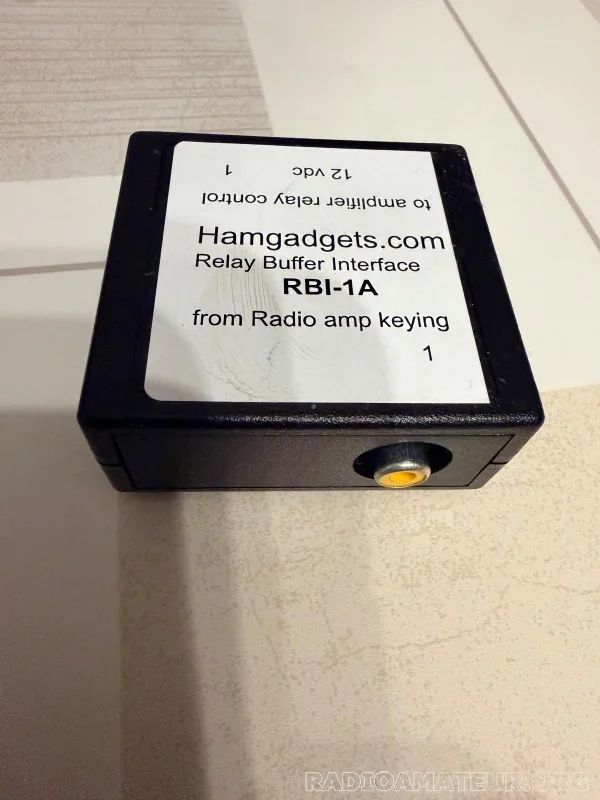 1 12 vdc
to amplifier relay control
Hamgadgets.com
Relay Buffer Interface
RBI-1A
from Radio amp keying
1
RADIOAMATEUR.ORG